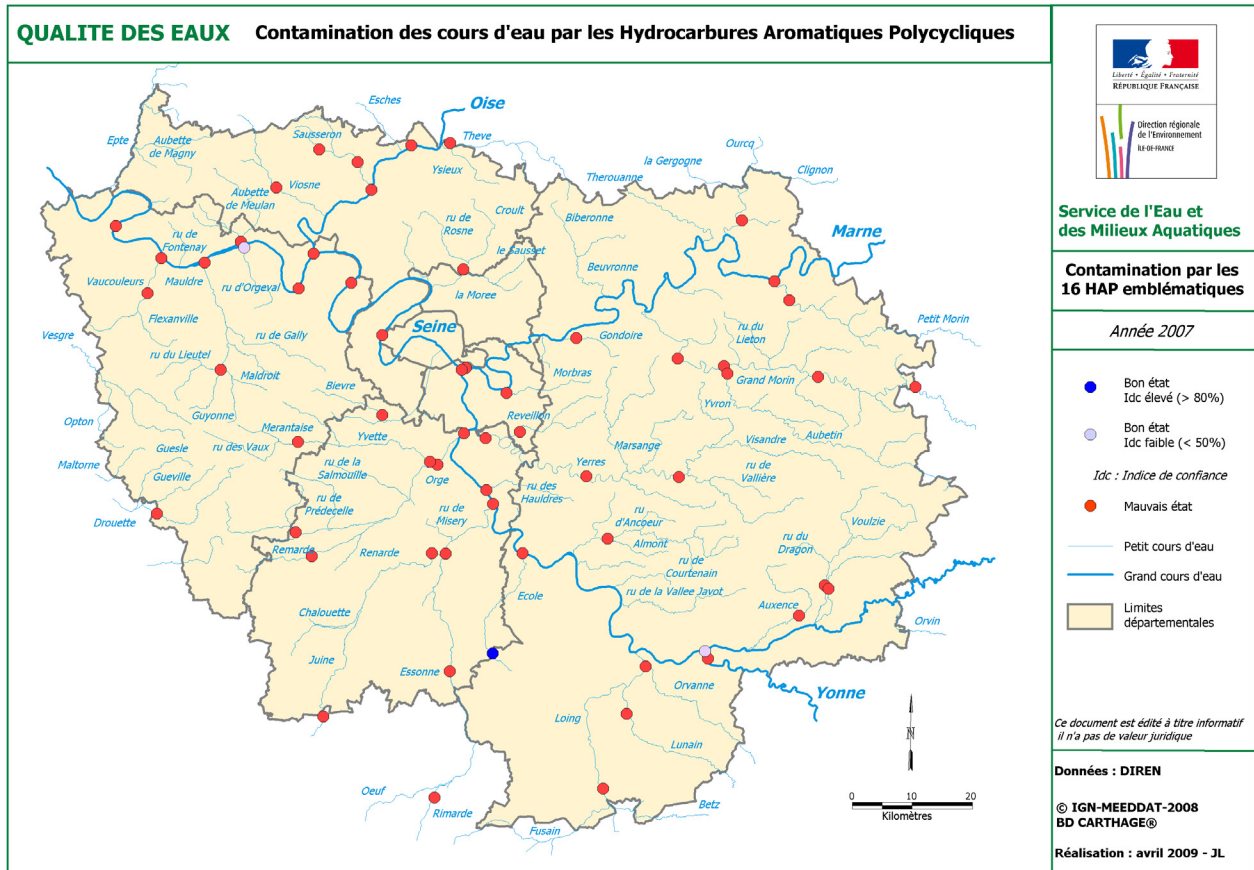 QUALITE DES EAUX Contamination des cours d'eau par les Hydrocarbures Aromatiques Polycycliques
Esches
Oise
Theve
Epte
Aubette
de Magny
Sausseron
Ourcq
la Gergogne
Clignon
Therouanne
Ysieux
Viosne
Aubette
de Meulan
Croult
Biberonne
ru de
Rosne
ru de
Fontenay
Marne
le Sausset
Beuvronne
Vaucouleurs
Mauldre
ru d'Orgeval
la Moree
Flexanville
Petit Morin
Vesgre
ru de Gally
Seine
Gondoire
ru du
Lieton
ru du Lieutel
Maldroit
Morbras
Grand Morin
Bievre
Yvron
Opton
Guyonne
Reveillon
Merantaise
Yvette
Aubetin
Guesle
ru des Vaux
Marsange
Visandre
Maltorne
Gueville
ru de la
Salmouille
Orge
Yerres
ru de
Vallière
ru des
Hauldres
ru de
Prédecelle
Drouette
ru de
Misery
ru
d'Ancoeur
Almont
Voulzie
ru du
Dragon
Remarde
Renarde
ru de
Courtenain
Ecole
ru de la Vallee Javot
Auxence
Chalouette
Orvin
Juine
Essonne
Orvanne
Yonne
Loing
Lunain
Oeuf
Rimarde
Betz
Fusain
N
0 10 20
Kilomètres
Liberté • Égalité • Fraternité
RÉPUBLIQUE FRANÇAISE
Direction régionale
de l'Environnement
ÎLE-DE-FRANCE
Service de l'Eau et
des Milieux Aquatiques
Contamination par les
16 HAP emblématiques
Année 2007
Bon état
Idc élevé (> 80%)
Bon état
Idc faible (< 50%)
Idc : Indice de confiance
Mauvais état
Petit cours d'eau
Grand cours d'eau
Limites
départementales
Ce document est édité à titre informatif
il n'a pas de valeur juridique
Données : DIREN
© IGN-MEEDDAT-2008
BD CARTHAGE®
Réalisation : avril 2009 - JL